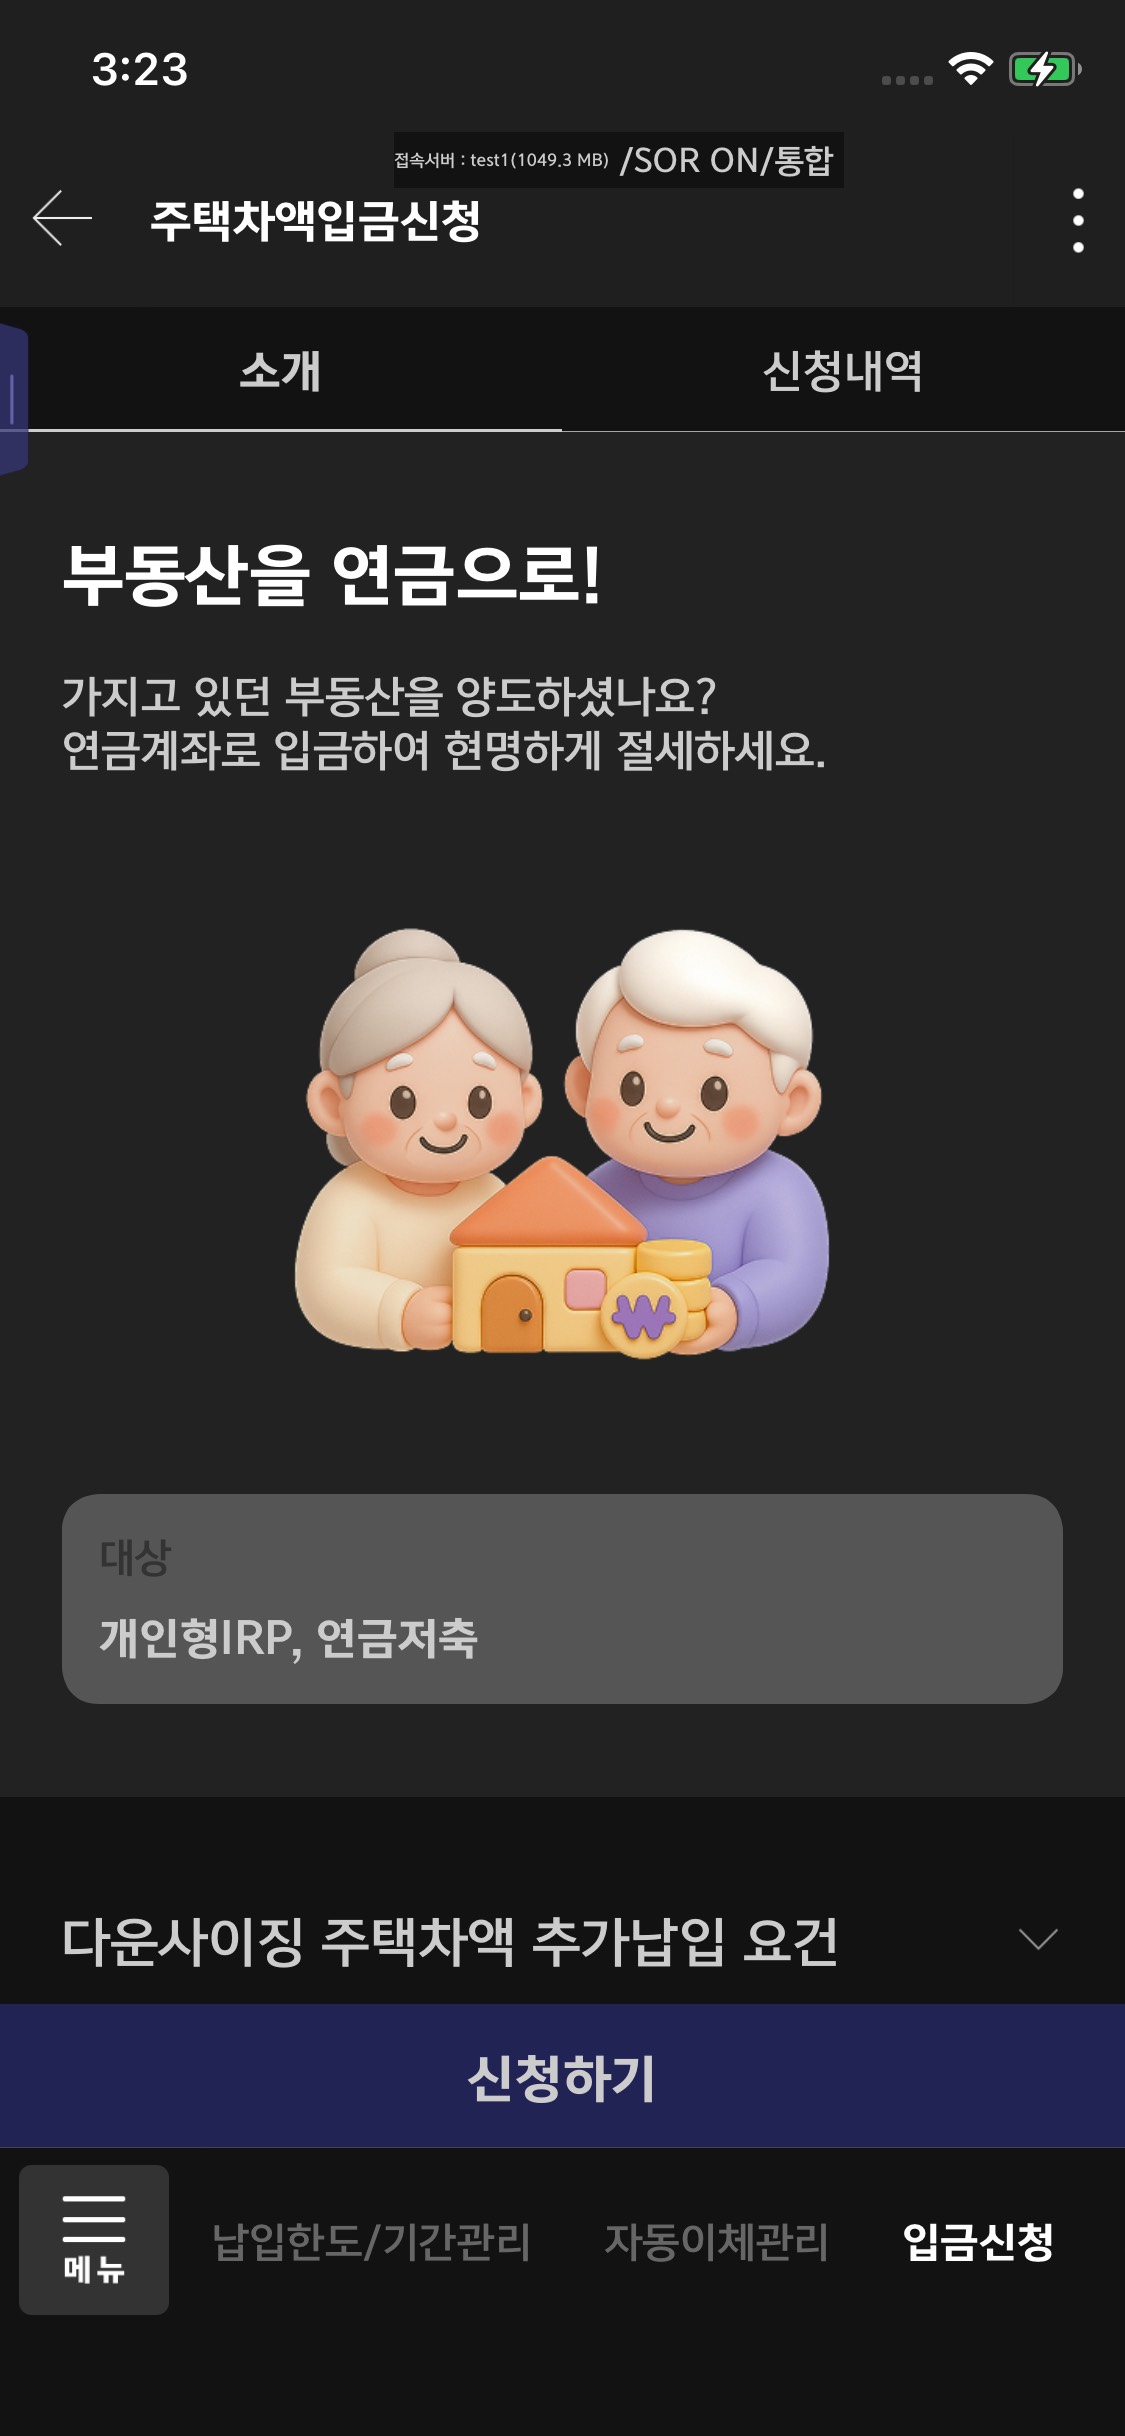 3:23
접속서버 : test1(1049.3 MB) /SOR ON/통합
주택차액입금신청
소개
신청내역
부동산을 연금으로!
가지고 있던 부동산을 양도하셨나요?
연금계좌로 입금하여 현명하게 절세하세요.
₩
대상
개인형IRP, 연금저축
다운사이징 주택차액 추가납입 요건
신청하기
메뉴
납입한도/기간관리
자동이체관리
입금신청